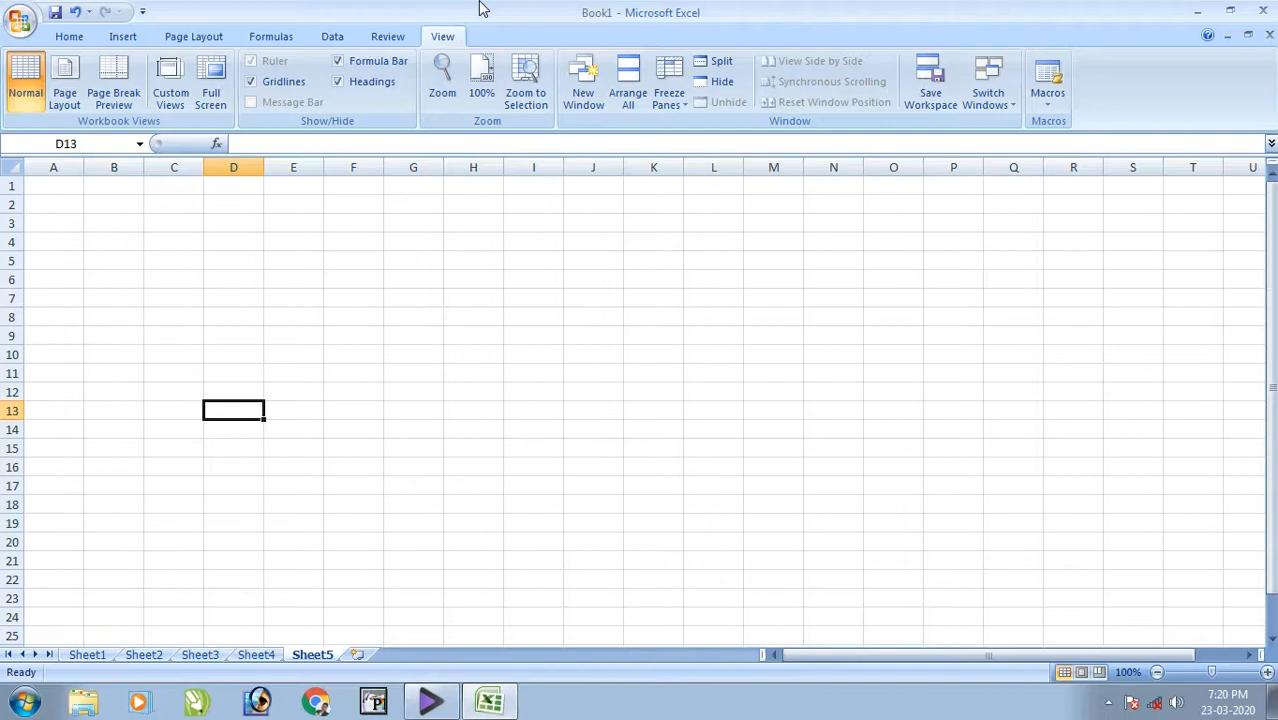 Book1 - Microsoft Excel
Home Insert Page Layout Formulas Data Review View
Normal Page Layout Page Break Preview Custom Views Full Screen
Workbook Views
Ruler Formula Bar
Gridlines Headings
Message Bar
Show/Hide
Zoom 100% Zoom to Selection
Zoom
New Window Arrange All Freeze Panes
Split View Side by Side
Hide Synchronous Scrolling
Unhide Reset Window Position
Save Workspace Switch Windows
Window
Macros
Macros
D13 fx
A B C D E F G H I J K L M N O P Q R S T U
1
2
3
4
5
6
7
8
9
10
11
12
13
14
15
16
17
18
19
20
21
22
23
24
25
Sheet1 Sheet2 Sheet3 Sheet4 Sheet5
Ready 100%
7:20 PM
23-03-2020